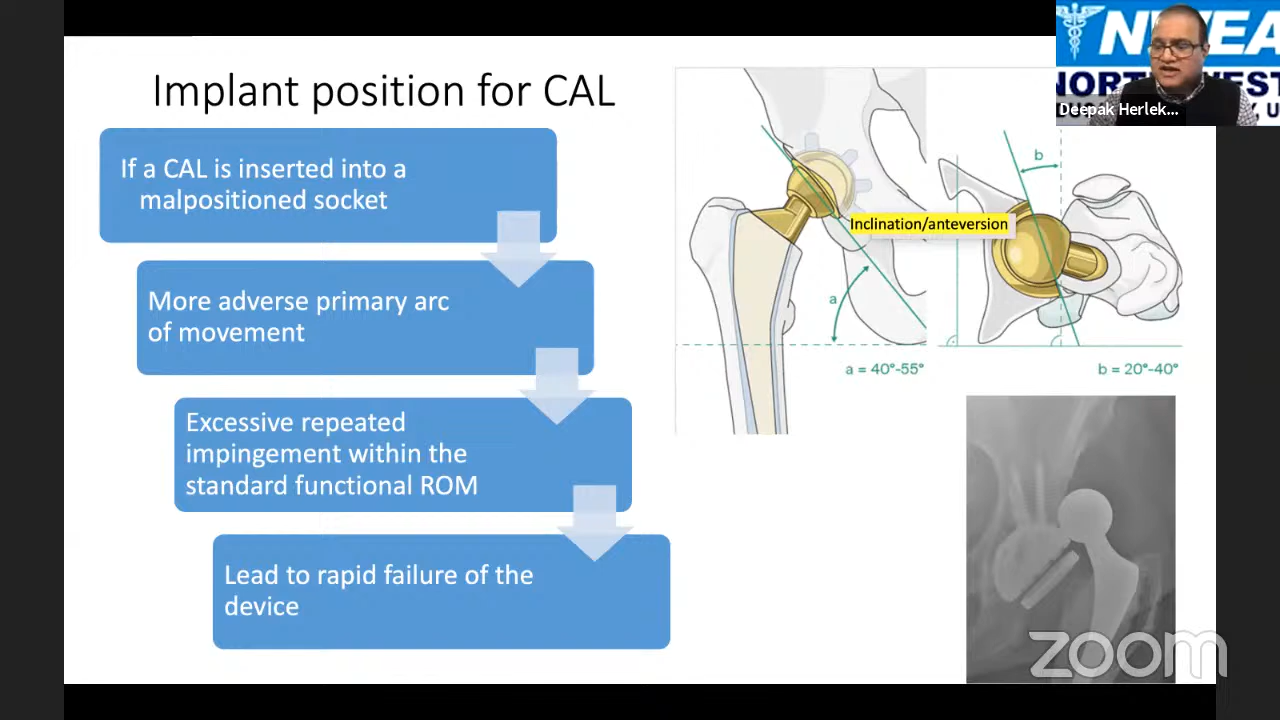 Implant position for CAL
If a CAL is inserted into a
malpositioned socket
More adverse primary arc
of movement
Excessive repeated
impingement within the
standard functional ROM
Lead to rapid failure of the
device
Inclination/anteversion
a
a = 40°-55°
b
b = 20°-40°
Deepak Herlek...
zoom